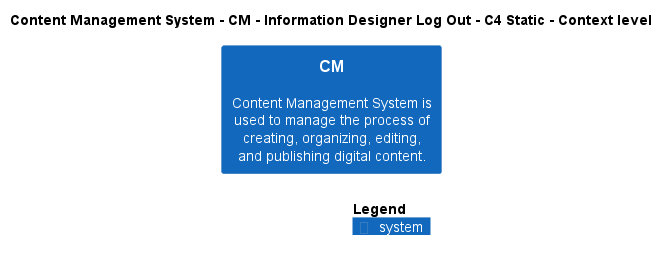 Content Management System - CM - Information Designer Log Out - C4 Static - Context level
CM
Content Management System is
used to manage the process of
creating, organizing, editing,
and publishing digital content.
Legend
system